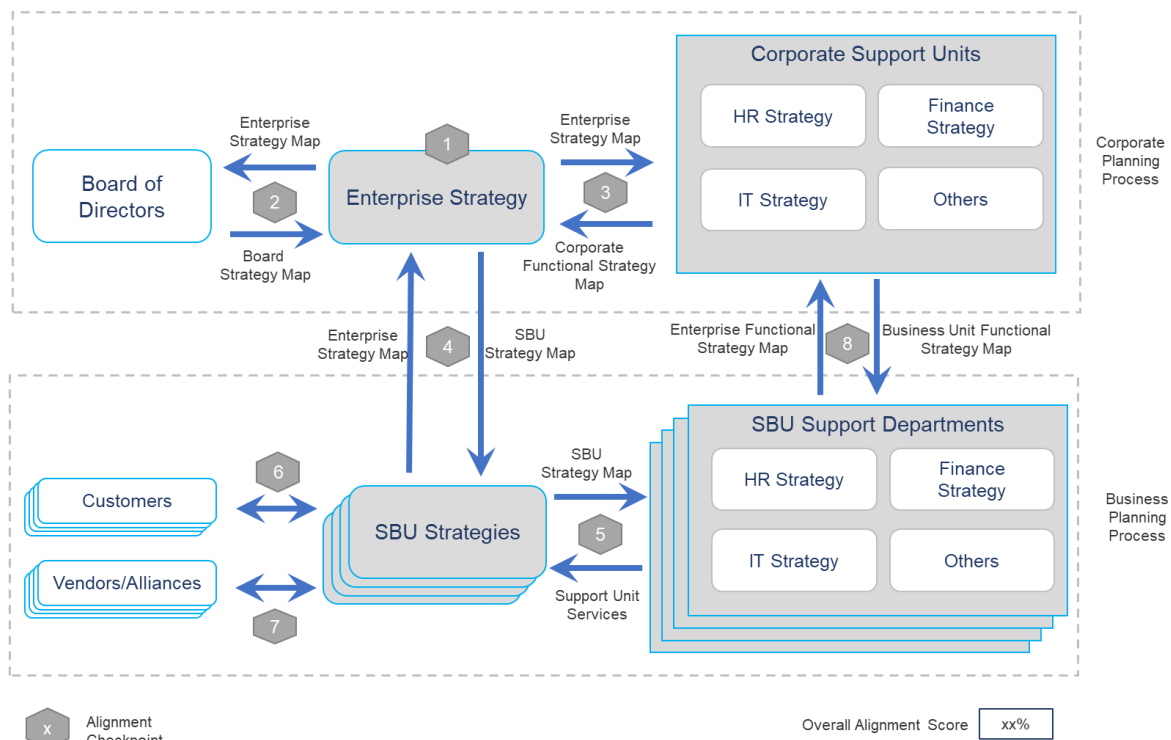 Corporate Support Units
HR Strategy
Finance
Strategy
IT Strategy
Others
Enterprise
Strategy Map
1
Enterprise
Strategy Map
Board of
Directors
2
Enterprise Strategy
3
Board
Strategy Map
Corporate
Functional Strategy
Map
Corporate
Planning
Process
Enterprise
Strategy Map
4
SBU
Strategy Map
Enterprise Functional
Strategy Map
8
Business Unit Functional
Strategy Map
SBU Support Departments
HR Strategy
Finance
Strategy
IT Strategy
Others
SBU
Strategy Map
6
Customers
SBU Strategies
5
Vendors/Alliances
7
Support Unit
Services
Business
Planning
Process
x
Alignment
Checkpoint
Overall Alignment Score
xx%